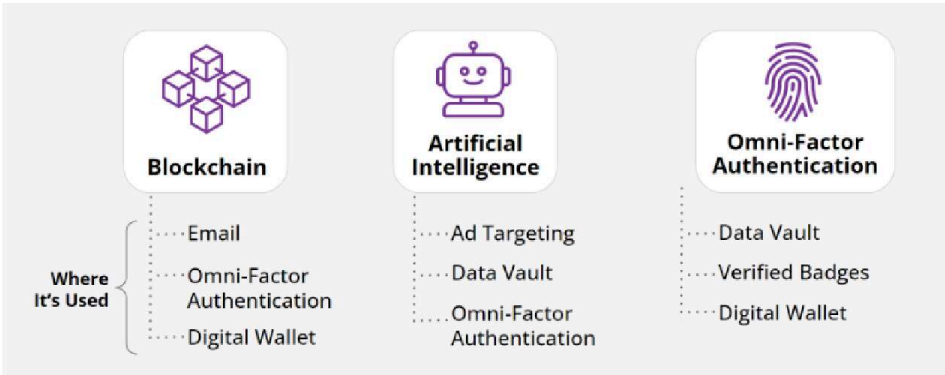 Blockchain
Artificial
Intelligence
Omni-Factor
Authentication
Where
It's Used
Email
Omni-Factor
Authentication
Digital Wallet
Ad Targeting
Data Vault
Omni-Factor
Authentication
Data Vault
Verified Badges
Digital Wallet